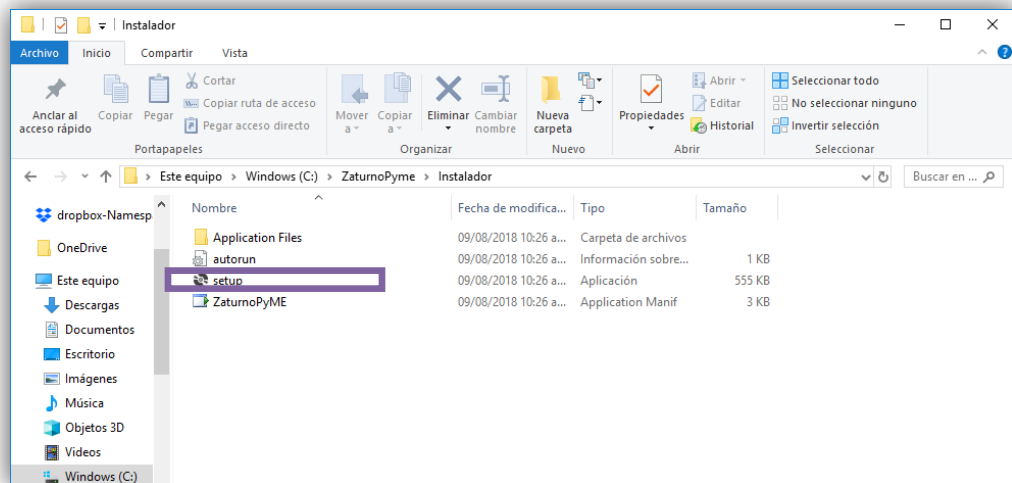 Instalador
Archivo Inicio Compartir Vista
Anclar al acceso rápido
Copiar
Pegar
Cortar
Copiar ruta de acceso
Pegar acceso directo
Portapapeles
Mover a
Copiar a
Eliminar
Cambiar nombre
Organizar
Nueva carpeta
Nuevo
Propiedades
Abrir
Editar
Historial
Abrir
Seleccionar todo
No seleccionar ninguno
Invertir selección
Seleccionar
Este equipo > Windows (C:) > ZaturnoPyme > Instalador
Buscar en ...
dropbox-Namesp
OneDrive
Este equipo
Descargas
Documentos
Escritorio
Imágenes
Música
Objetos 3D
Videos
Windows (C:)
Nombre Fecha de modifica... Tipo Tamaño
Application Files 09/08/2018 10:26 a... Carpeta de archivos
autorun 09/08/2018 10:26 a... Información sobre... 1 KB
setup 09/08/2018 10:26 a... Aplicación 555 KB
ZaturnoPyME 09/08/2018 10:26 a... Application Manif 3 KB